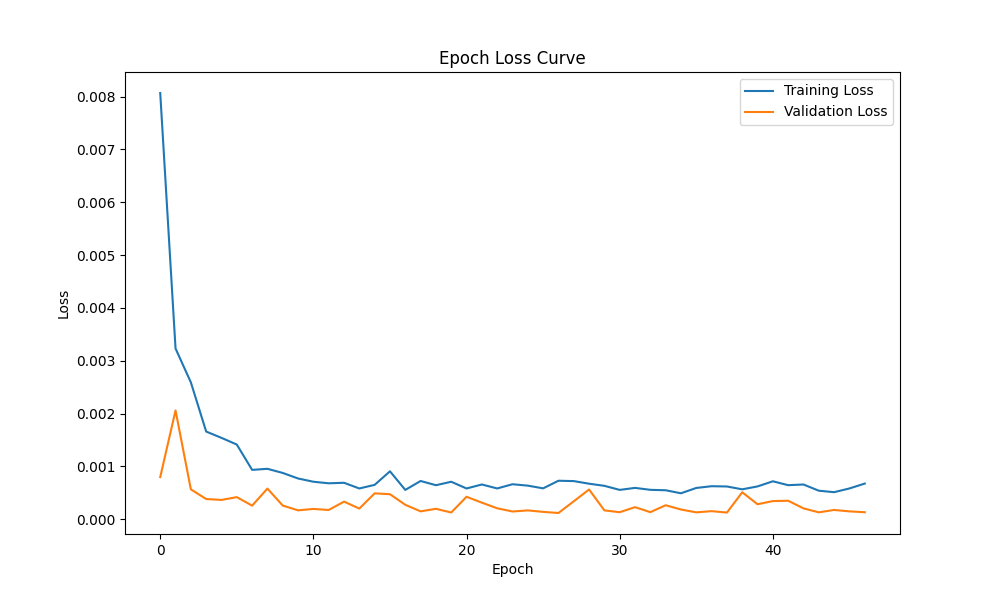 Epoch Loss Curve
Training Loss
Validation Loss
0.008
0.007
0.006
0.005
0.004
0.003
0.002
0.001
0.000
Loss
0 10 20 30 40
Epoch